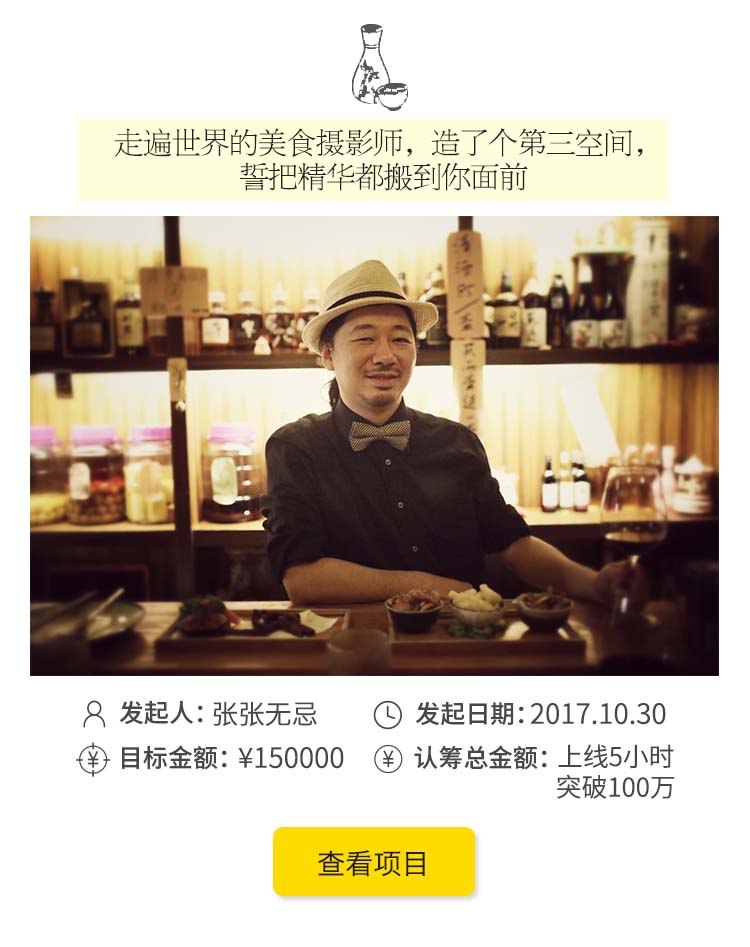 走遍世界的美食摄影师，造了个第三空间，
誓把精华都搬到你面前
发起人：张张无忌
发起日期：2017.10.30
目标金额：¥150000
认筹总金额：上线5小时
突破100万
查看项目